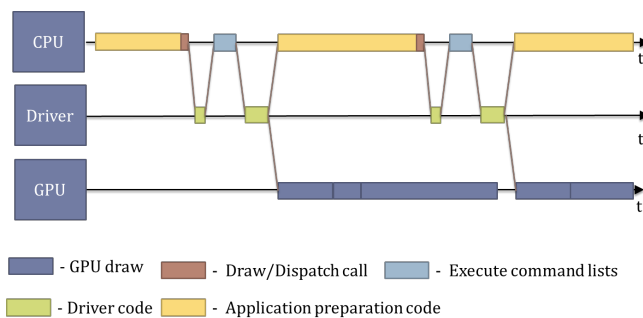 CPU
t
Driver
t
GPU
t
- GPU draw - Draw/Dispatch call - Execute command lists
- Driver code - Application preparation code